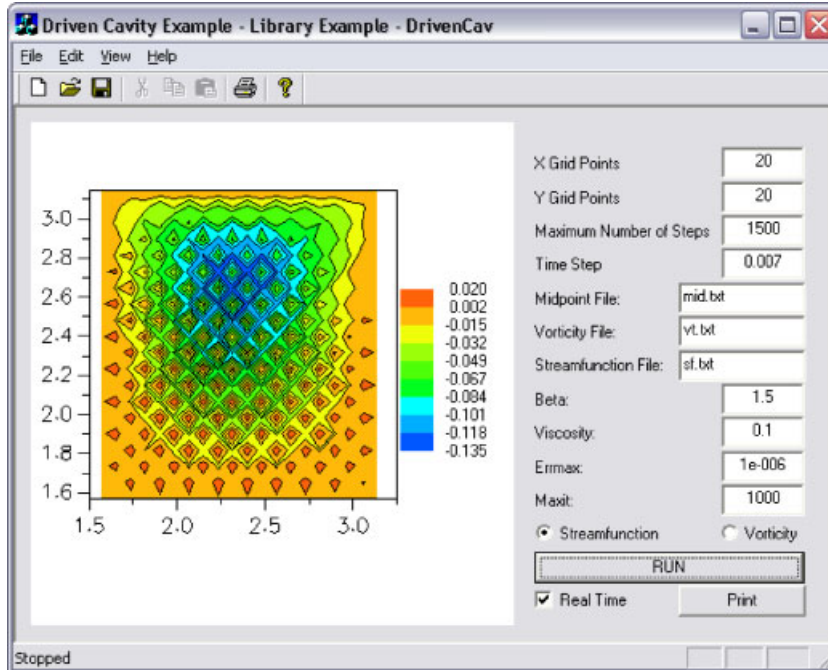 Driven Cavity Example - Library Example - DrivenCav
File Edit View Help
3.0
2.8
2.6
2.4
2.2
2.0
1.8
1.6
1.5 2.0 2.5 3.0
0.020
0.002
-0.015
-0.032
-0.049
-0.067
-0.084
-0.101
-0.118
-0.135
X Grid Points 20
Y Grid Points 20
Maximum Number of Steps 1500
Time Step 0.007
Midpoint File: mid.txt
Vorticity File: vt.txt
Streamfunction File: sf.txt
Beta: 1.5
Viscosity: 0.1
Errmax: 1e-006
Maxit: 1000
Streamfunction Vorticity
RUN
Real Time Print
Stopped